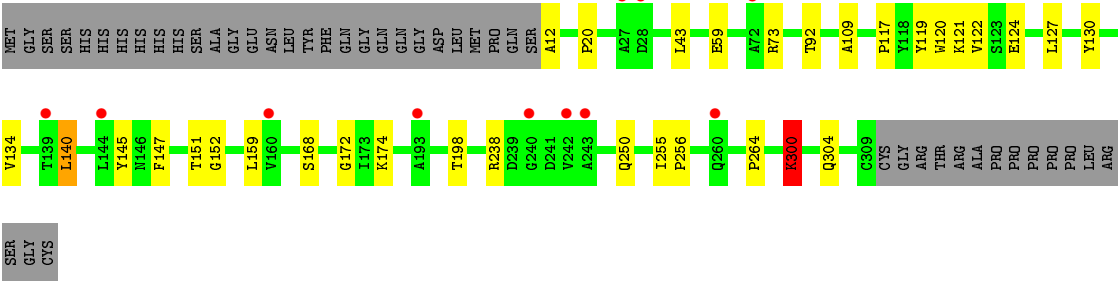 MET GLY SER SER HIS HIS HIS HIS HIS HIS SER ALA GLY GLU ASN LEU TYR PHE GLN GLY GLN GLN GLY ASP LEU MET PRO GLN SER A12 P20 A27 D28 L43 E59 A72 R73 T92 A109 P117 Y118 Y119 W120 K121 V122 S123 E124 L127 Y130
V134 T139 L140 L144 Y145 N146 F147 T151 G152 L159 V160 S168 G172 I173 K174 A193 T198 R238 D239 G240 D241 V242 A243 Q250 I255 P256 Q260 P264 K300 Q304 C309 CYS GLY ARG THR ARG ALA PRO PRO PRO PRO PRO LEU ARG
SER GLY CYS